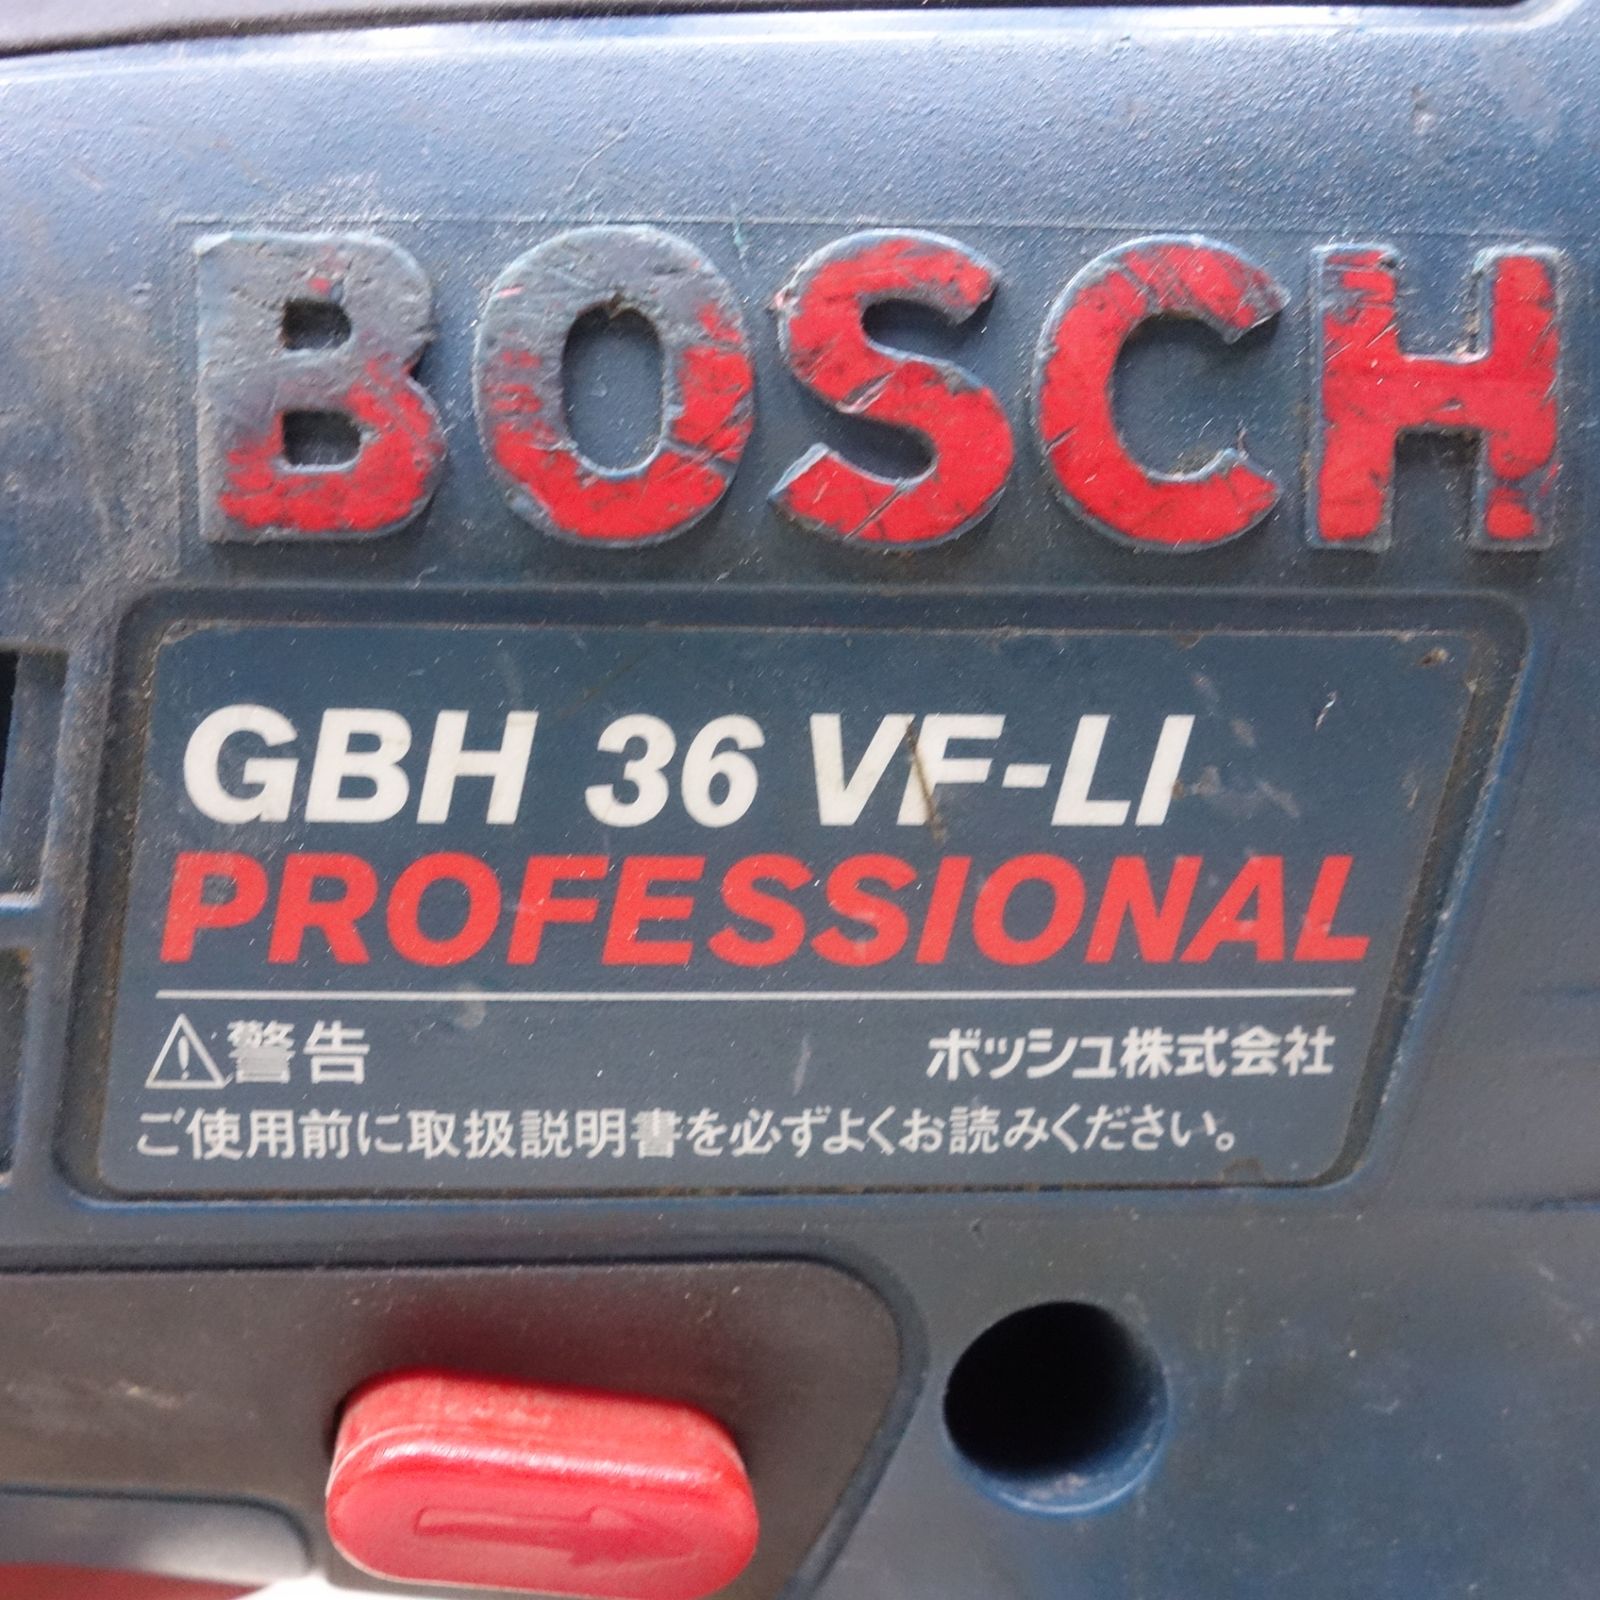 BOSCH
GBH 36 VF-LI
PROFESSIONAL
⚠警告 ボッシュ株式会社
ご使用前に取扱説明書を必ずよくお読みください。